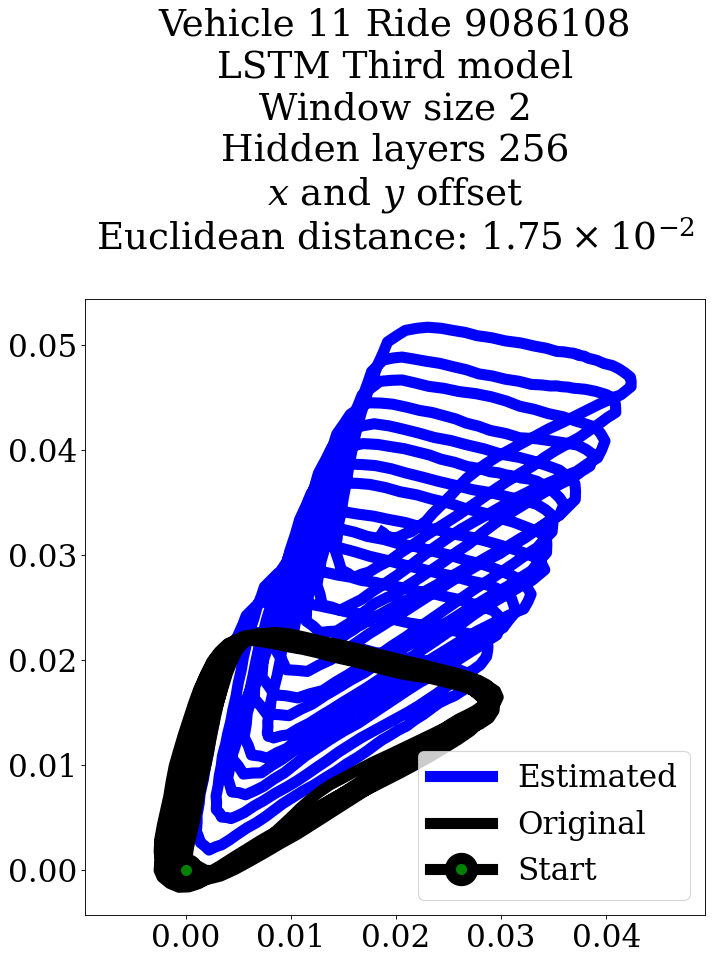 Vehicle 11 Ride 9086108
LSTM Third model
Window size 2
Hidden layers 256
x and y offset
Euclidean distance: 1.75 × 10⁻²
0.05
0.04
0.03
0.02
0.01
0.00
Estimated
Original
Start
0.00 0.01 0.02 0.03 0.04